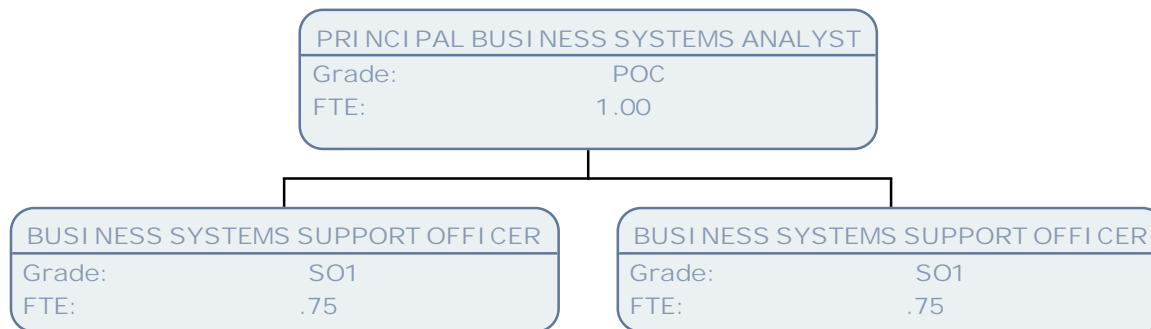 PRINCIPAL BUSINESS SYSTEMS ANALYST
Grade: POC
FTE: 1.00
BUSINESS SYSTEMS SUPPORT OFFICER
Grade: SO1
FTE: .75
BUSINESS SYSTEMS SUPPORT OFFICER
Grade: SO1
FTE: .75